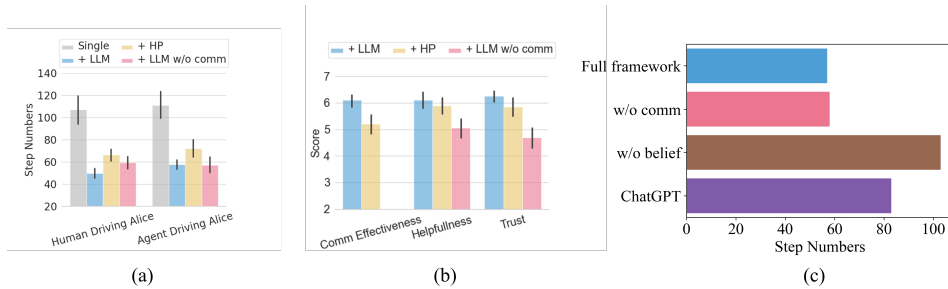 Single + HP
+ LLM + LLM w/o comm
Step Numbers
140
120
100
80
60
40
20
Human Driving Alice Agent Driving Alice
(a)
+ LLM + HP + LLM w/o comm
Score
7
6
5
4
3
2
Comm Effectiveness Helpfullness Trust
(b)
Full framework
w/o comm
w/o belief
ChatGPT
0 20 40 60 80 100
Step Numbers
(c)